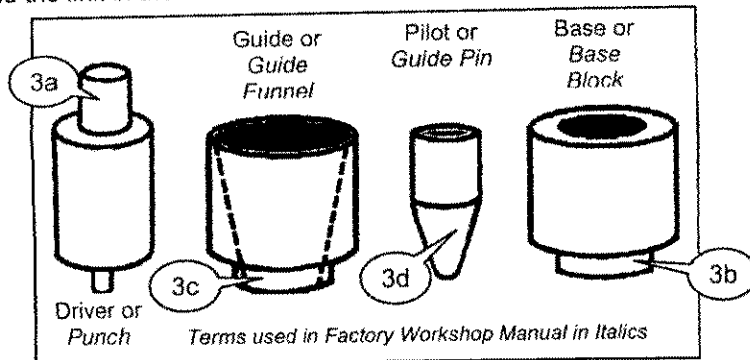 3a
Guide or
Guide
Funnel
Pilot or
Guide Pin
Base or
Base
Block
3c
3d
3b
Driver or
Punch
Terms used in Factory Workshop Manual in Italics